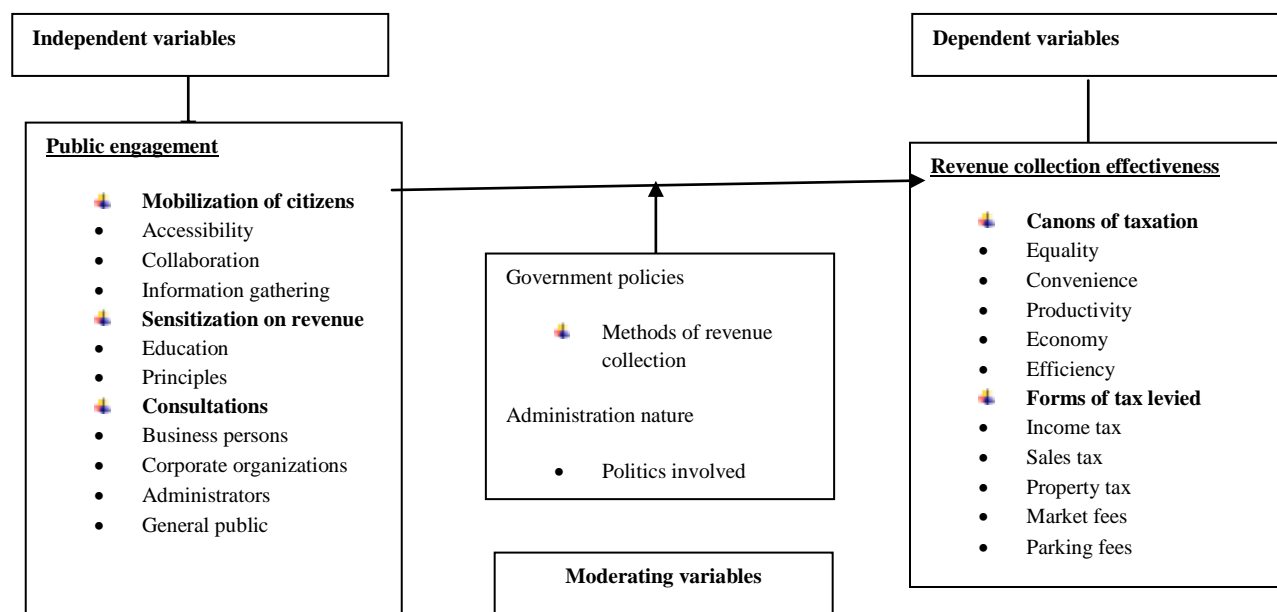 Independent variables
Dependent variables
Public engagement
Mobilization of citizens
• Accessibility
• Collaboration
• Information gathering
Sensitization on revenue
• Education
• Principles
Consultations
• Business persons
• Corporate organizations
• Administrators
• General public
Government policies
Methods of revenue
collection
Administration nature
• Politics involved
Moderating variables
Revenue collection effectiveness
Canons of taxation
• Equality
• Convenience
• Productivity
• Economy
• Efficiency
Forms of tax levied
• Income tax
• Sales tax
• Property tax
• Market fees
• Parking fees